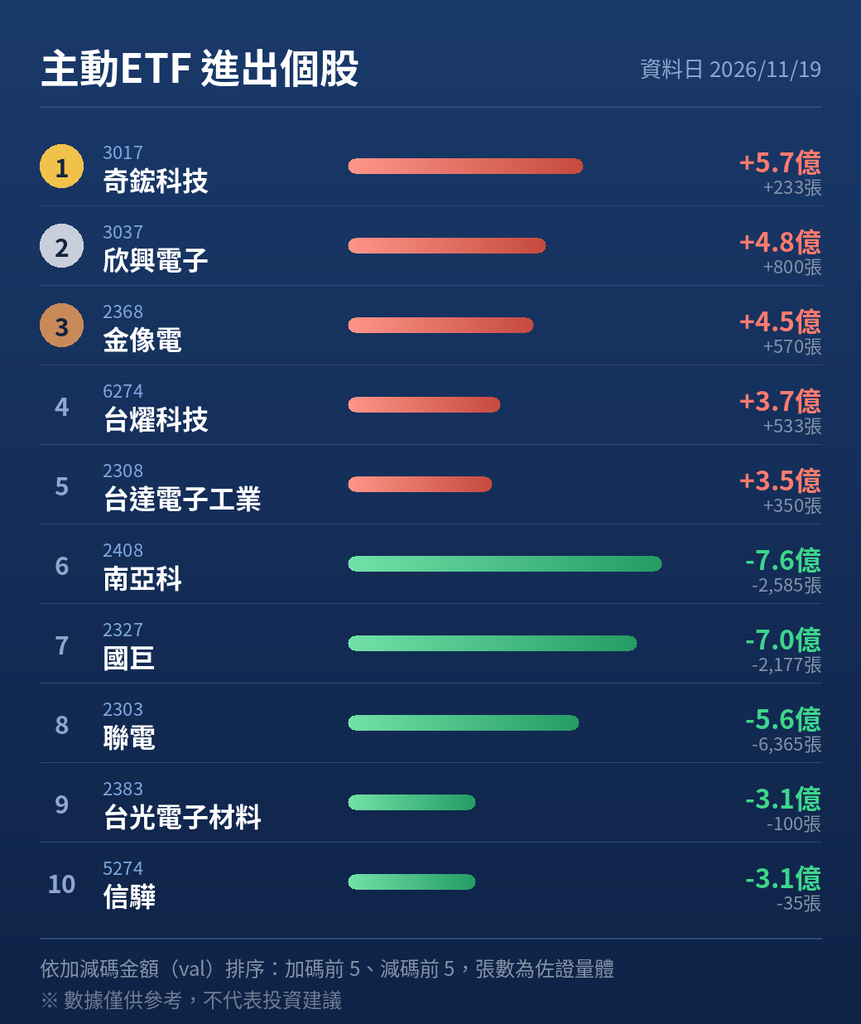 主動ETF 進出個股
資料日 2026/11/19
1
3017
奇鋐科技
+5.7億
+233張
2
3037
欣興電子
+4.8億
+800張
3
2368
金像電
+4.5億
+570張
4
6274
台燿科技
+3.7億
+533張
5
2308
台達電子工業
+3.5億
+350張
6
2408
南亞科
-7.6億
-2,585張
7
2327
國巨
-7.0億
-2,177張
8
2303
聯電
-5.6億
-6,365張
9
2383
台光電子材料
-3.1億
-100張
10
5274
信驊
-3.1億
-35張
依加減碼金額（val）排序：加碼前 5、減碼前 5，張數為佐證量體
※ 數據僅供參考，不代表投資建議